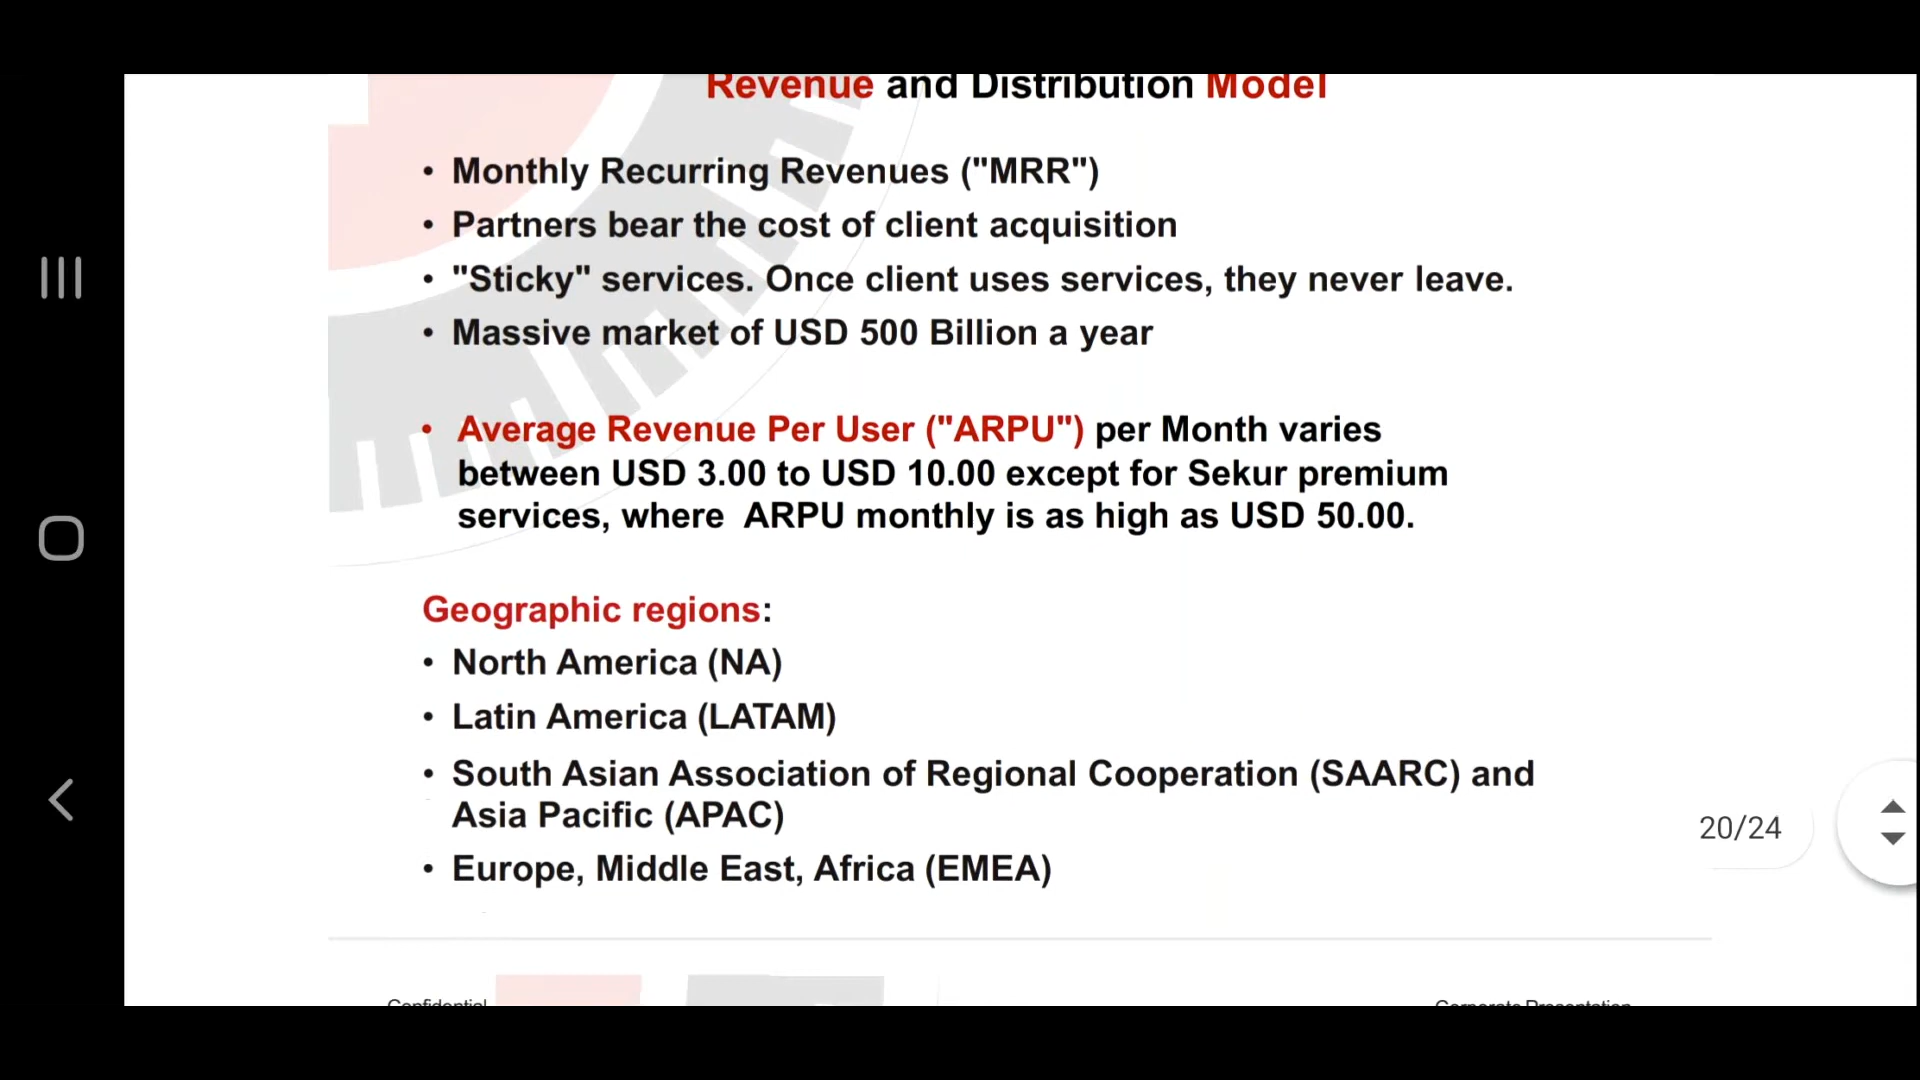 Revenue and Distribution Model
• Monthly Recurring Revenues ("MRR")
• Partners bear the cost of client acquisition
• "Sticky" services. Once client uses services, they never leave.
• Massive market of USD 500 Billion a year
• Average Revenue Per User ("ARPU") per Month varies
between USD 3.00 to USD 10.00 except for Sekur premium
services, where ARPU monthly is as high as USD 50.00.
Geographic regions:
• North America (NA)
• Latin America (LATAM)
• South Asian Association of Regional Cooperation (SAARC) and
Asia Pacific (APAC)
• Europe, Middle East, Africa (EMEA)
20/24
Confidential
Corporate Presentation